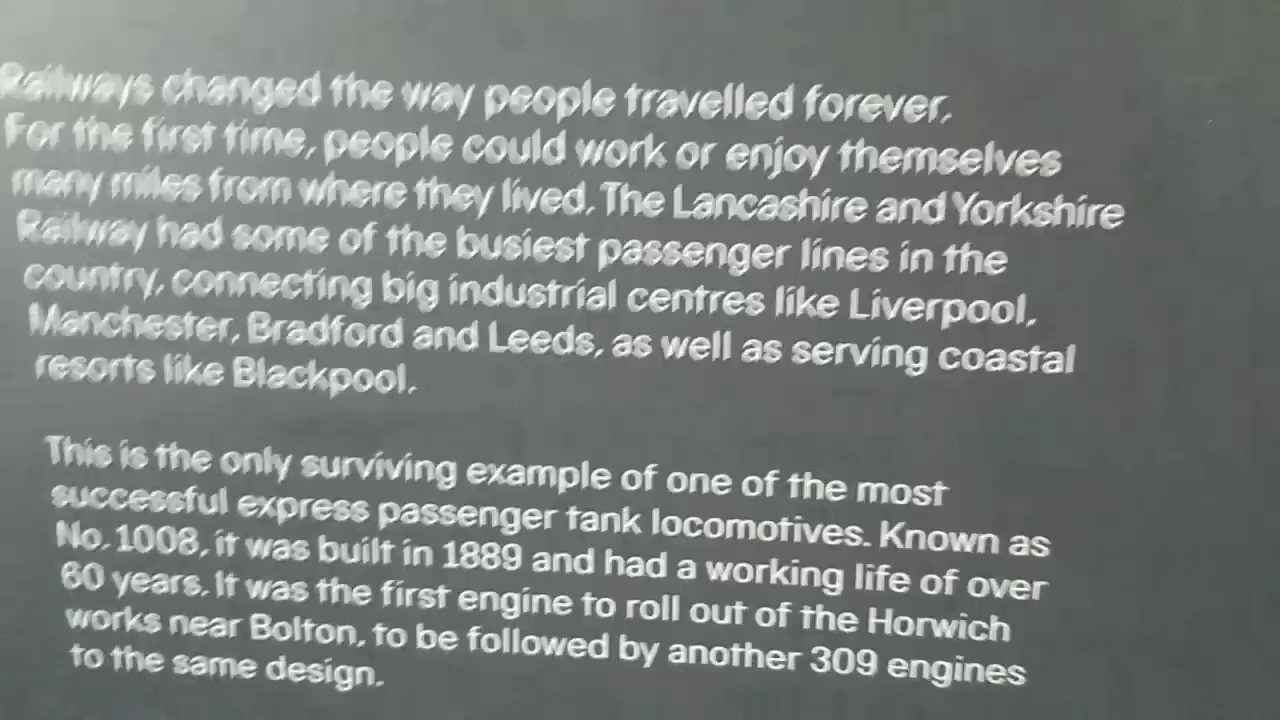 Railways changed the way people travelled forever.
For the first time, people could work or enjoy themselves
many miles from where they lived. The Lancashire and Yorkshire
Railway had some of the busiest passenger lines in the
country, connecting big industrial centres like Liverpool,
Manchester, Bradford and Leeds, as well as serving coastal
resorts like Blackpool.
This is the only surviving example of one of the most
successful express passenger tank locomotives. Known as
No. 1008, it was built in 1889 and had a working life of over
60 years. It was the first engine to roll out of the Horwich
works near Bolton, to be followed by another 309 engines
to the same design.